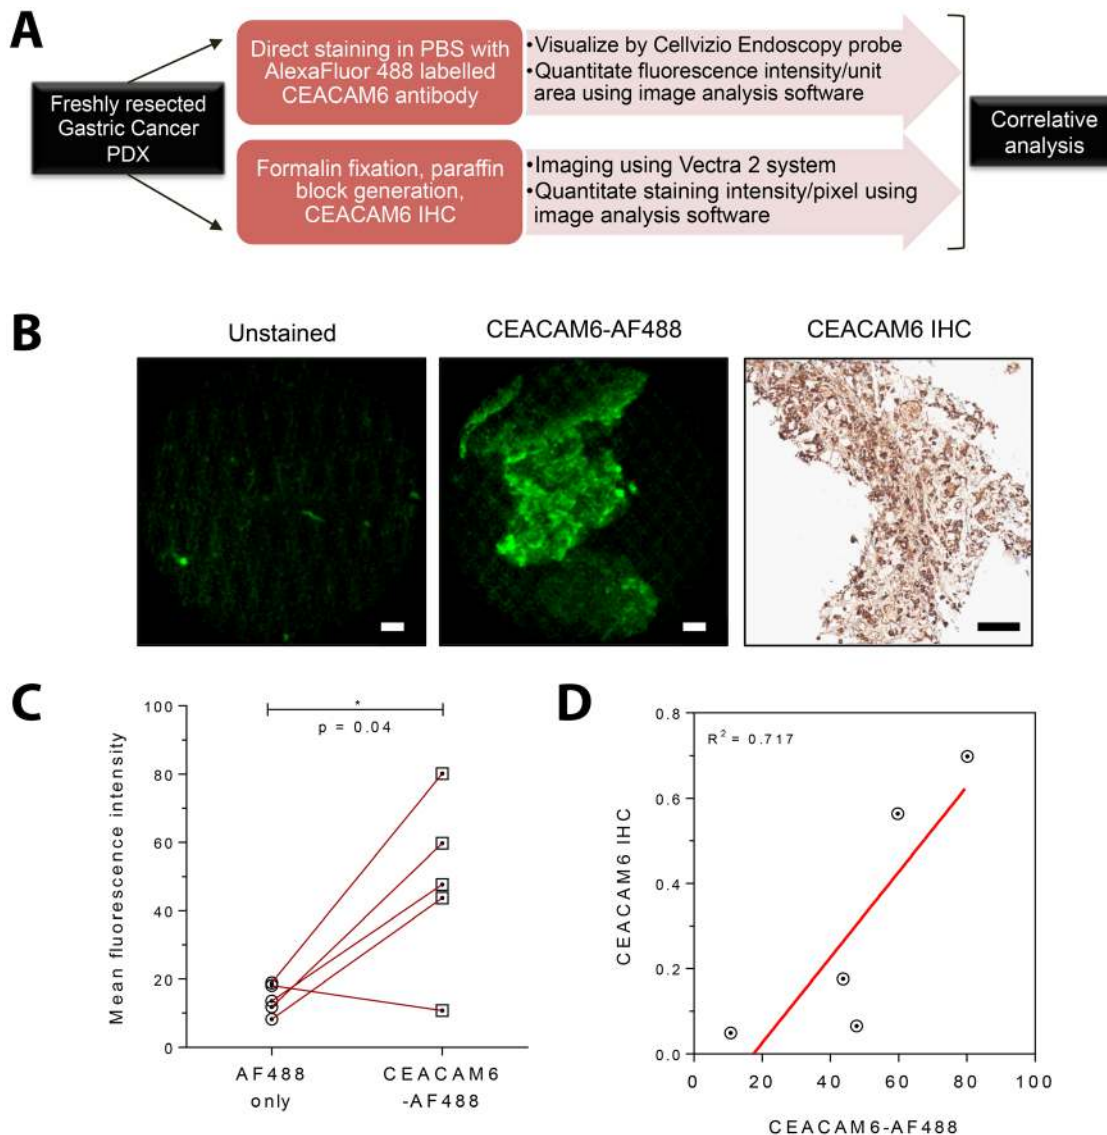 A
Freshly resected
Gastric Cancer
PDX
Direct staining in PBS with
AlexaFluor 488 labelled
CEACAM6 antibody
•Visualize by Cellvizio Endoscopy probe
•Quantitate fluorescence intensity/unit
area using image analysis software
Formalin fixation, paraffin
block generation,
CEACAM6 IHC
•Imaging using Vectra 2 system
•Quantitate staining intensity/pixel using
image analysis software
Correlative
analysis
B
Unstained
CEACAM6-AF488
CEACAM6 IHC
C
Mean fluorescence intensity
100
80
60
40
20
0
*
p = 0.04
AF488
only
CEACAM6
-AF488
D
CEACAM6 IHC
0.8
0.6
0.4
0.2
0.0
R² = 0.717
0 20 40 60 80 100
CEACAM6-AF488